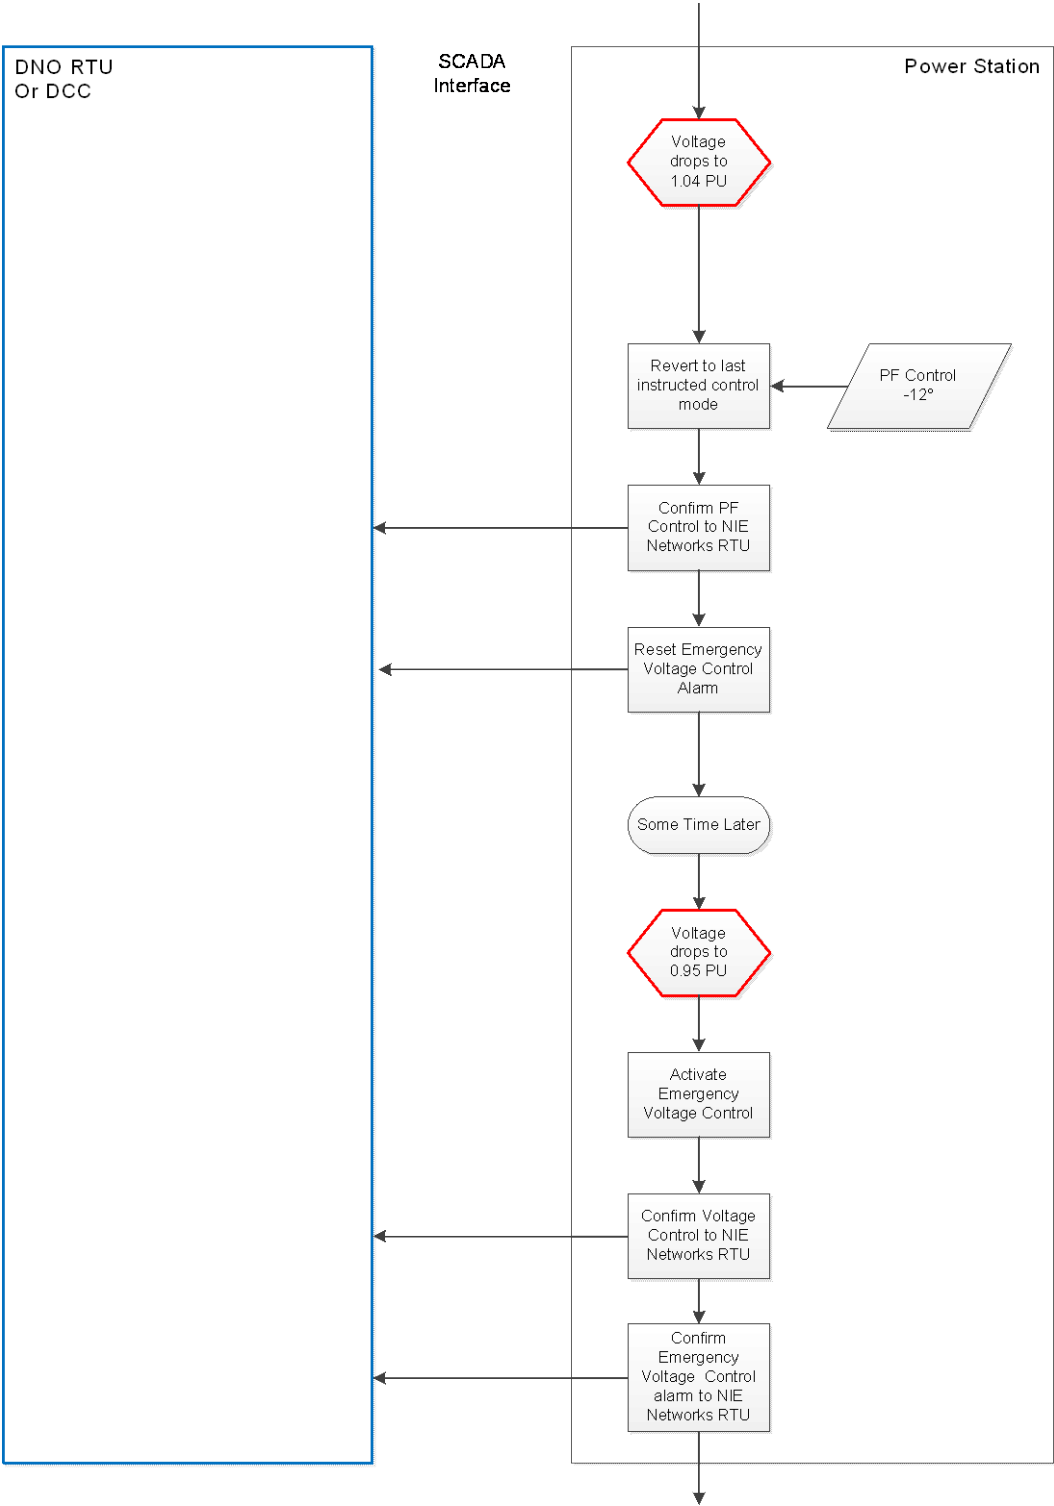 DNO RTU
Or DCC
SCADA
Interface
Power Station
Voltage
drops to
1.04 PU
Revert to last
instructed control
mode
PF Control
-12°
Confirm PF
Control to NIE
Networks RTU
Reset Emergency
Voltage Control
Alarm
Some Time Later
Voltage
drops to
0.95 PU
Activate
Emergency
Voltage Control
Confirm Voltage
Control to NIE
Networks RTU
Confirm
Emergency
Voltage Control
alarm to NIE
Networks RTU